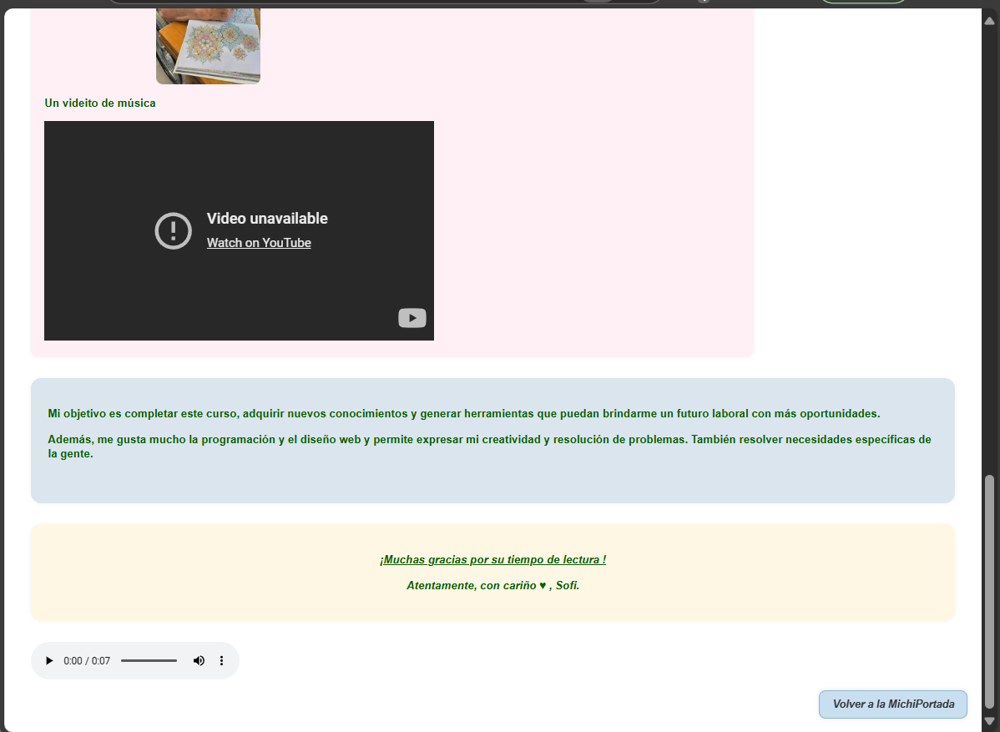 Un videito de música
Video unavailable
Watch on YouTube
Mi objetivo es completar este curso, adquirir nuevos conocimientos y generar herramientas que puedan brindarme un futuro laboral con más oportunidades.
Además, me gusta mucho la programación y el diseño web y permite expresar mi creatividad y resolución de problemas. También resolver necesidades específicas de
la gente.
¡Muchas gracias por su tiempo de lectura !
Atentamente, con cariño ♥ , Sofi.
0:00 / 0:07
Volver a la MichiPortada